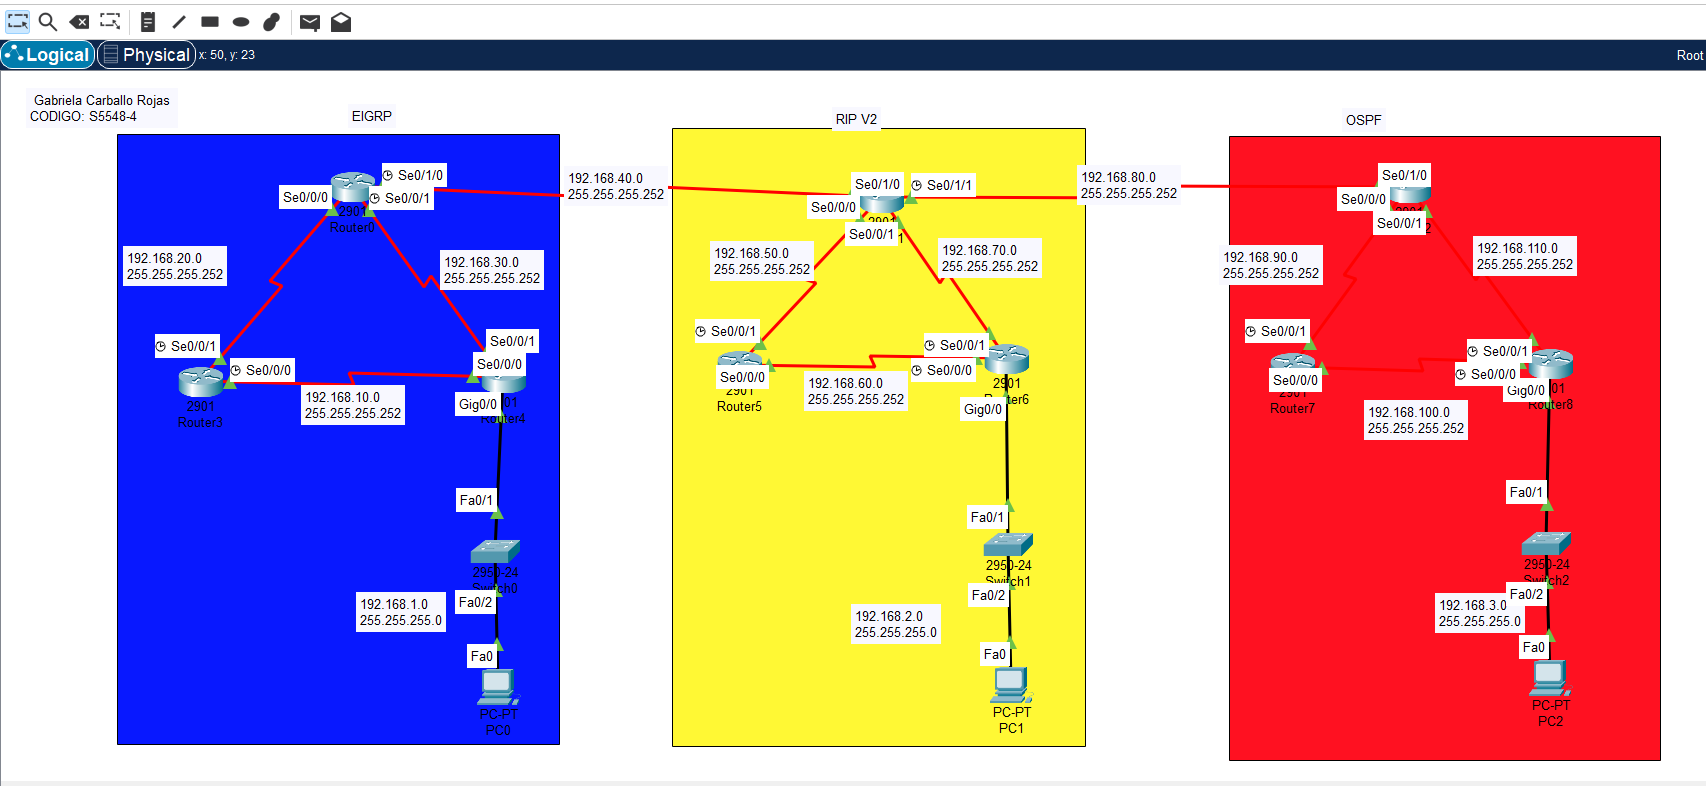 Logical
Physical
x: 50, y: 23
Root
Gabriela Carballo Rojas
CODIGO: S5548-4
EIGRP
RIP V2
OSPF
Se0/1/0
Se0/0/0
Se0/0/1
2901
Router0
192.168.40.0
255.255.255.252
192.168.20.0
255.255.255.252
192.168.30.0
255.255.255.252
Se0/0/1
Se0/0/0
2901
Router3
192.168.10.0
255.255.255.252
Se0/0/1
Se0/0/0
Gig0/0
01
Router4
Fa0/1
2950-24
Switch0
Fa0/2
192.168.1.0
255.255.255.0
Fa0
PC-PT
PC0
Se0/1/0
Se0/1/1
Se0/0/0
2901
Se0/0/1
1
192.168.80.0
255.255.255.252
192.168.50.0
255.255.255.252
192.168.70.0
255.255.255.252
Se0/0/1
Se0/0/0
2901
Router5
192.168.60.0
255.255.255.252
Se0/0/1
Se0/0/0
2901
Router6
Gig0/0
Fa0/1
2950-24
Switch1
Fa0/2
192.168.2.0
255.255.255.0
Fa0
PC-PT
PC1
Se0/1/0
Se0/0/0
Se0/0/1
2
192.168.90.0
255.255.255.252
192.168.110.0
255.255.255.252
Se0/0/1
Se0/0/0
2901
Router7
192.168.100.0
255.255.255.252
Se0/0/1
Se0/0/0
01
Gig0/0
Router8
Fa0/1
2950-24
Switch2
Fa0/2
192.168.3.0
255.255.255.0
Fa0
PC-PT
PC2